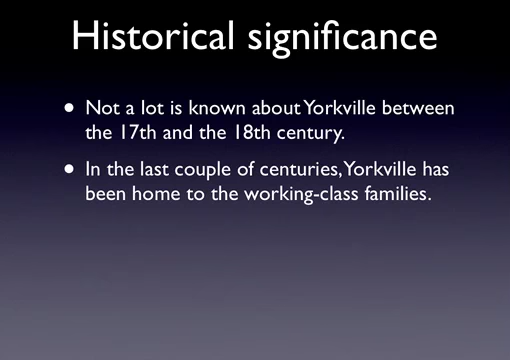 Historical significance
• Not a lot is known about Yorkville between
the 17th and the 18th century.
• In the last couple of centuries, Yorkville has
been home to the working-class families.